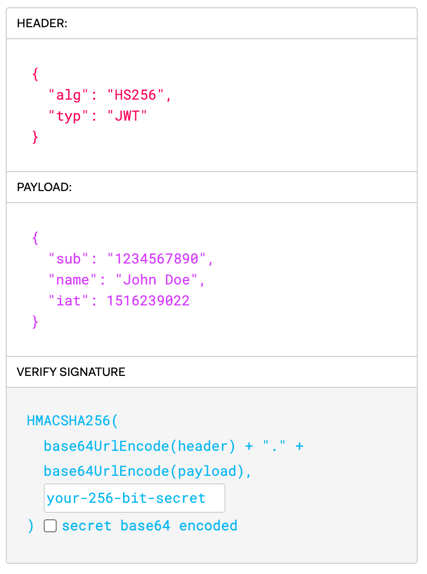 HEADER:
{
"alg": "HS256",
"typ": "JWT"
}
PAYLOAD:
{
"sub": "1234567890",
"name": "John Doe",
"iat": 1516239022
}
VERIFY SIGNATURE
HMACSHA256(
base64UrlEncode(header) + "." +
base64UrlEncode(payload),
your-256-bit-secret
) secret base64 encoded